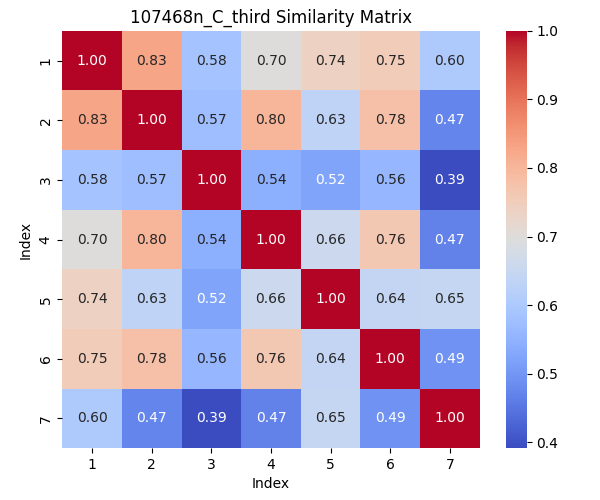 107468n_C_third Similarity Matrix
1 1.00 0.83 0.58 0.70 0.74 0.75 0.60
2 0.83 1.00 0.57 0.80 0.63 0.78 0.47
3 0.58 0.57 1.00 0.54 0.52 0.56 0.39
4 0.70 0.80 0.54 1.00 0.66 0.76 0.47
5 0.74 0.63 0.52 0.66 1.00 0.64 0.65
6 0.75 0.78 0.56 0.76 0.64 1.00 0.49
7 0.60 0.47 0.39 0.47 0.65 0.49 1.00
1 2 3 4 5 6 7
Index
Index
1.0
0.9
0.8
0.7
0.6
0.5
0.4